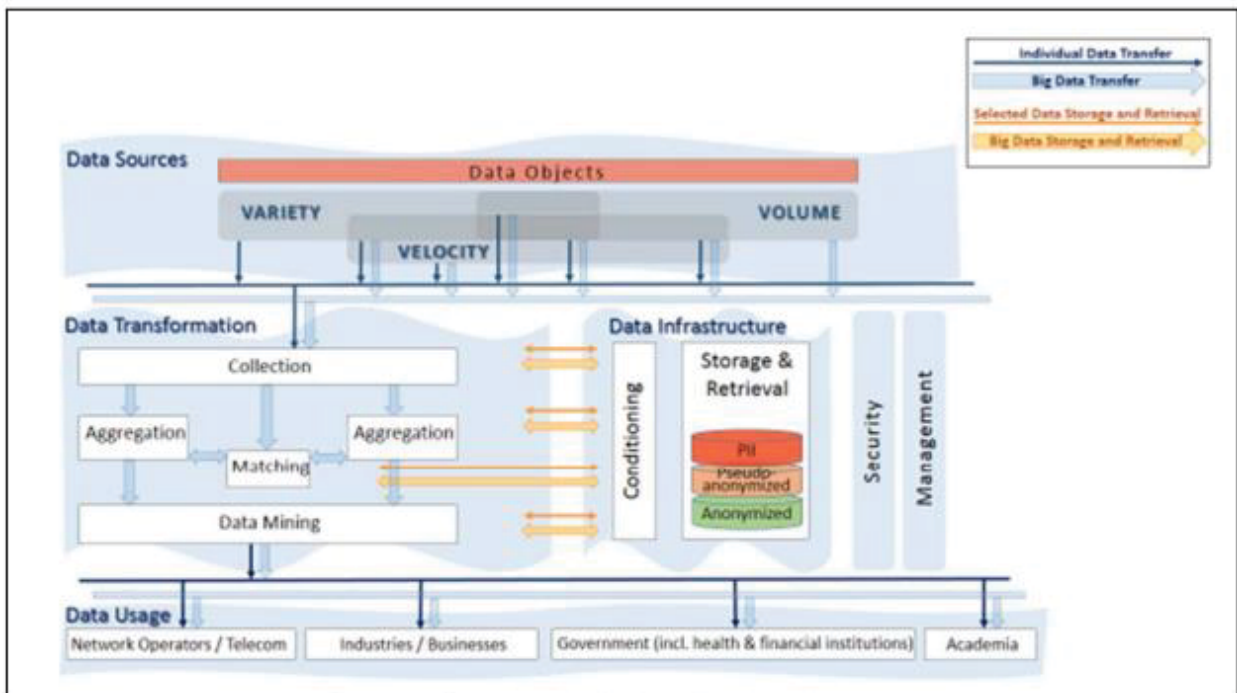 Individual Data Transfer
Big Data Transfer
Selected Data Storage and Retrieval
Big Data Storage and Retrieval
Data Sources
Data Objects
VARIETY
VOLUME
VELOCITY
Data Transformation
Data Infrastructure
Collection
Aggregation
Aggregation
Matching
Data Mining
Conditioning
Storage &
Retrieval
PII
Pseudo-
anonymized
Anonymized
Security
Management
Data Usage
Network Operators / Telecom
Industries / Businesses
Government (incl. health & financial institutions)
Academia